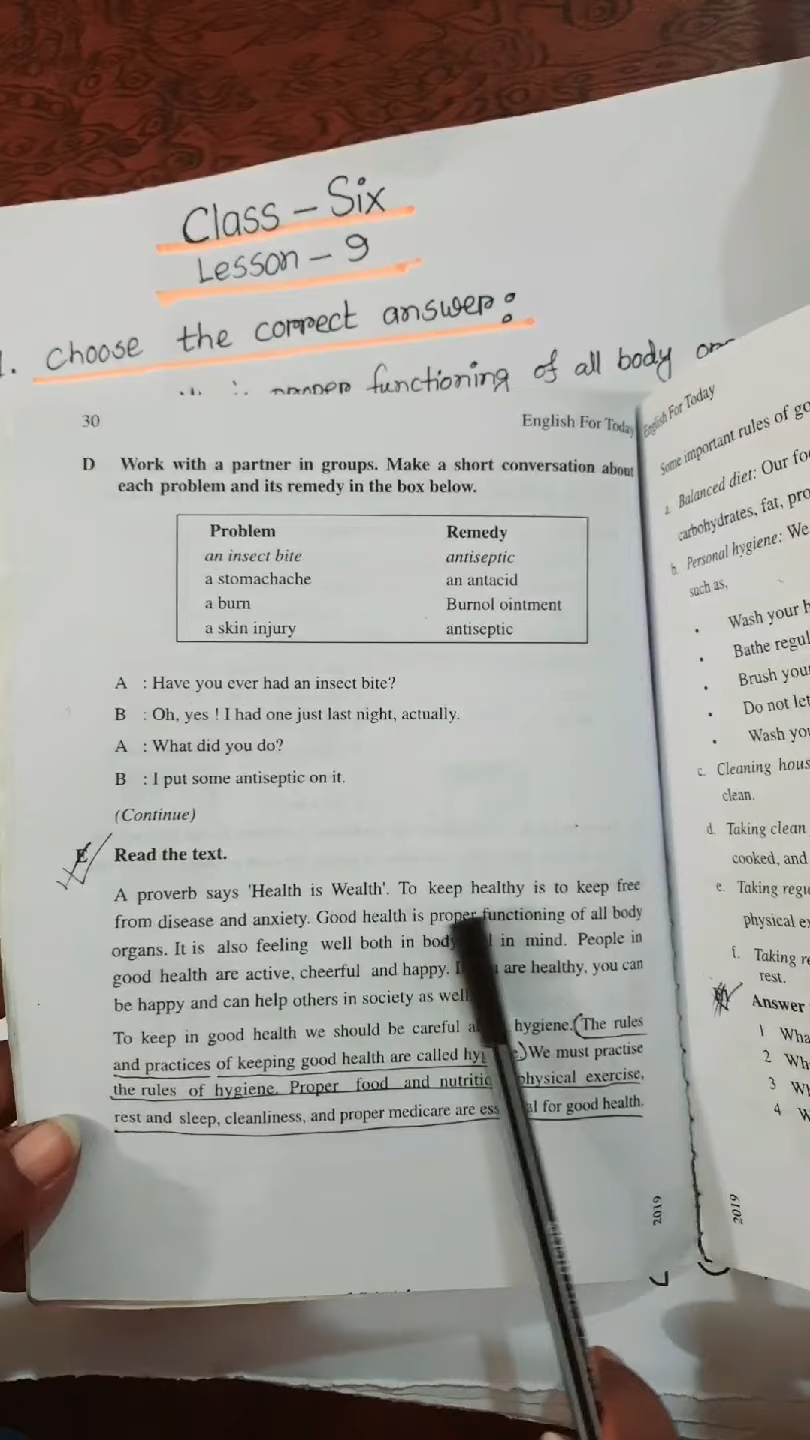 Class – Six
Lesson – 9
1. Choose the correct answer:
functioning of all body
30
English For Today
D Work with a partner in groups. Make a short conversation about
each problem and its remedy in the box below.
Problem Remedy
an insect bite antiseptic
a stomachache an antacid
a burn Burnol ointment
a skin injury antiseptic
A : Have you ever had an insect bite?
B : Oh, yes ! I had one just last night, actually.
A : What did you do?
B : I put some antiseptic on it.
(Continue)
E Read the text.
A proverb says 'Health is Wealth'. To keep healthy is to keep free
from disease and anxiety. Good health is proper functioning of all body
organs. It is also feeling well both in body in mind. People in
good health are active, cheerful and happy. are healthy, you can
be happy and can help others in society as well
To keep in good health we should be careful hygiene. (The rules
and practices of keeping good health are called ) We must practise
the rules of hygiene. Proper food and nutrition physical exercise,
rest and sleep, cleanliness, and proper medicare are for good health.
2019
English For Today
Some important rules of
a. Balanced diet: Our
carbohydrates, fat,
b. Personal hygiene: We
such as,
• Wash your
• Bathe
• Brush
• Do not let
• Wash
c. Cleaning
clean.
d. Taking clean
cooked, and
e. Taking
physical
f. Taking
rest.
Answer
1
2
3
4
2019